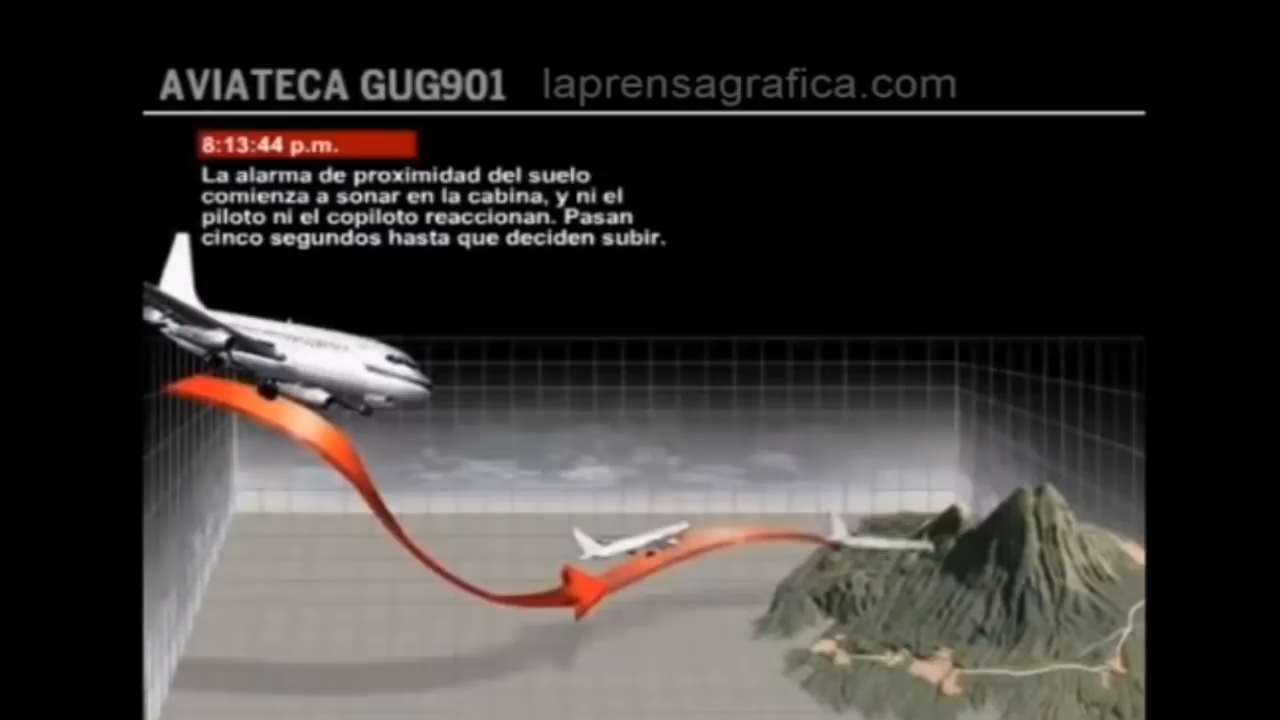 AVIATECA GUG901 laprensagrafica.com
8:13:44 p.m.
La alarma de proximidad del suelo
comienza a sonar en la cabina, y ni el
piloto ni el copiloto reaccionan. Pasan
cinco segundos hasta que deciden subir.